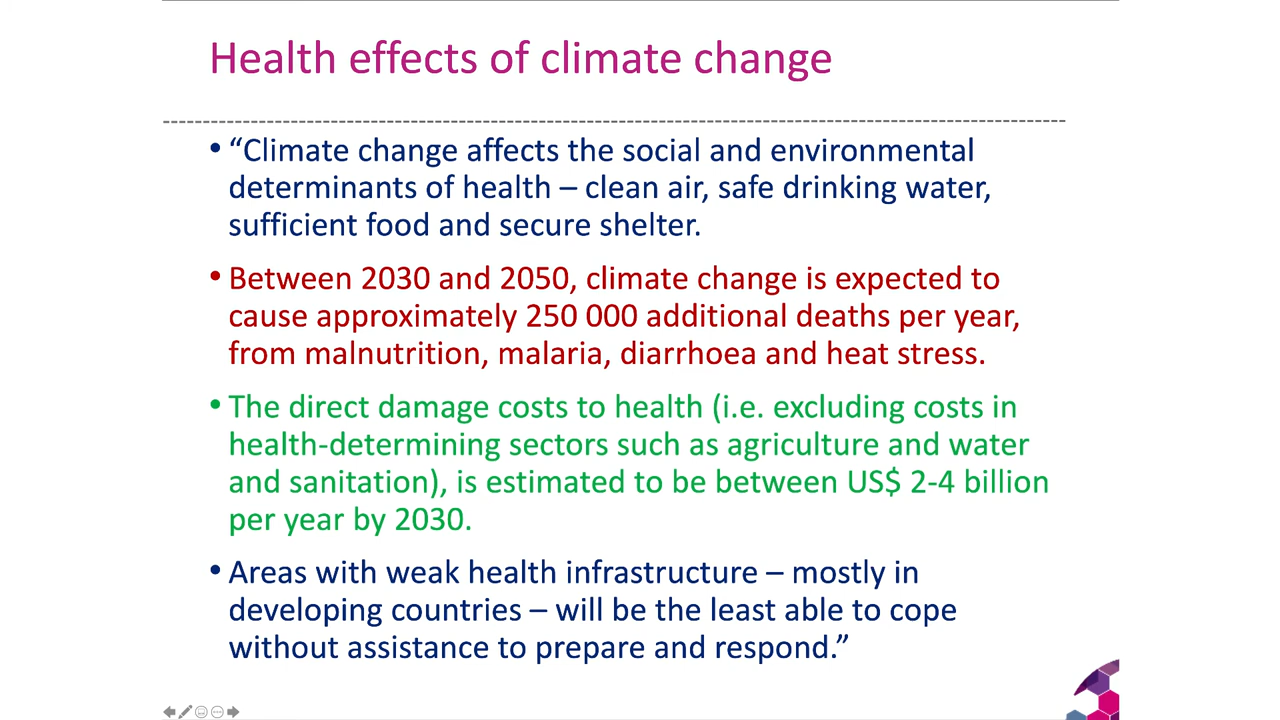 Health effects of climate change
• “Climate change affects the social and environmental
determinants of health – clean air, safe drinking water,
sufficient food and secure shelter.
• Between 2030 and 2050, climate change is expected to
cause approximately 250 000 additional deaths per year,
from malnutrition, malaria, diarrhoea and heat stress.
• The direct damage costs to health (i.e. excluding costs in
health-determining sectors such as agriculture and water
and sanitation), is estimated to be between US$ 2-4 billion
per year by 2030.
• Areas with weak health infrastructure – mostly in
developing countries – will be the least able to cope
without assistance to prepare and respond.”